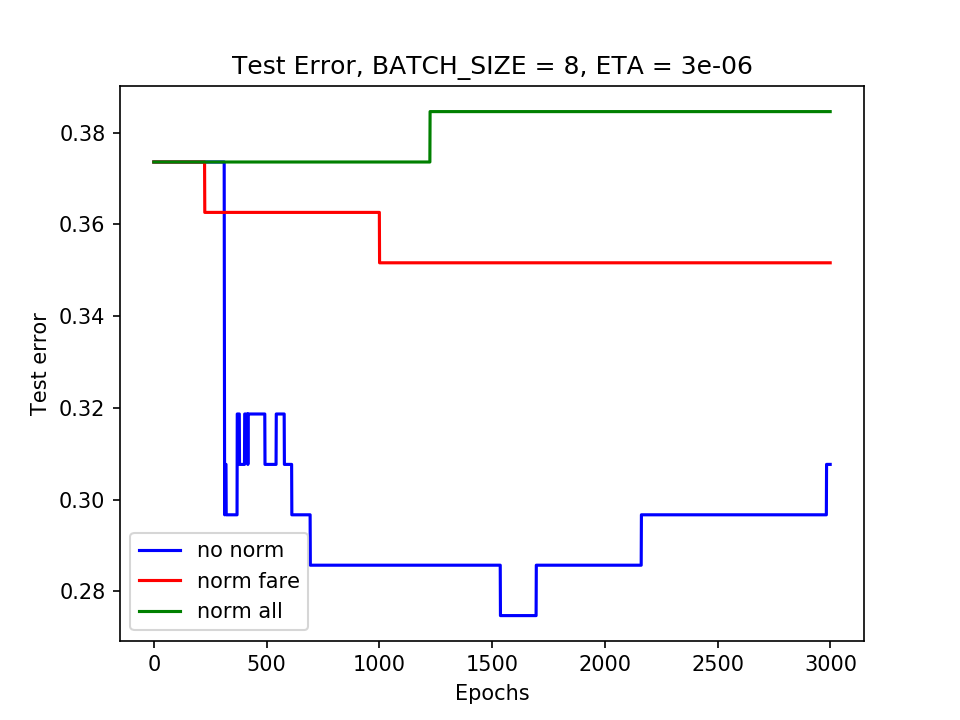 Test Error, BATCH_SIZE = 8, ETA = 3e-06
Test error
0.38
0.36
0.34
0.32
0.30
0.28
no norm
norm fare
norm all
0 500 1000 1500 2000 2500 3000
Epochs